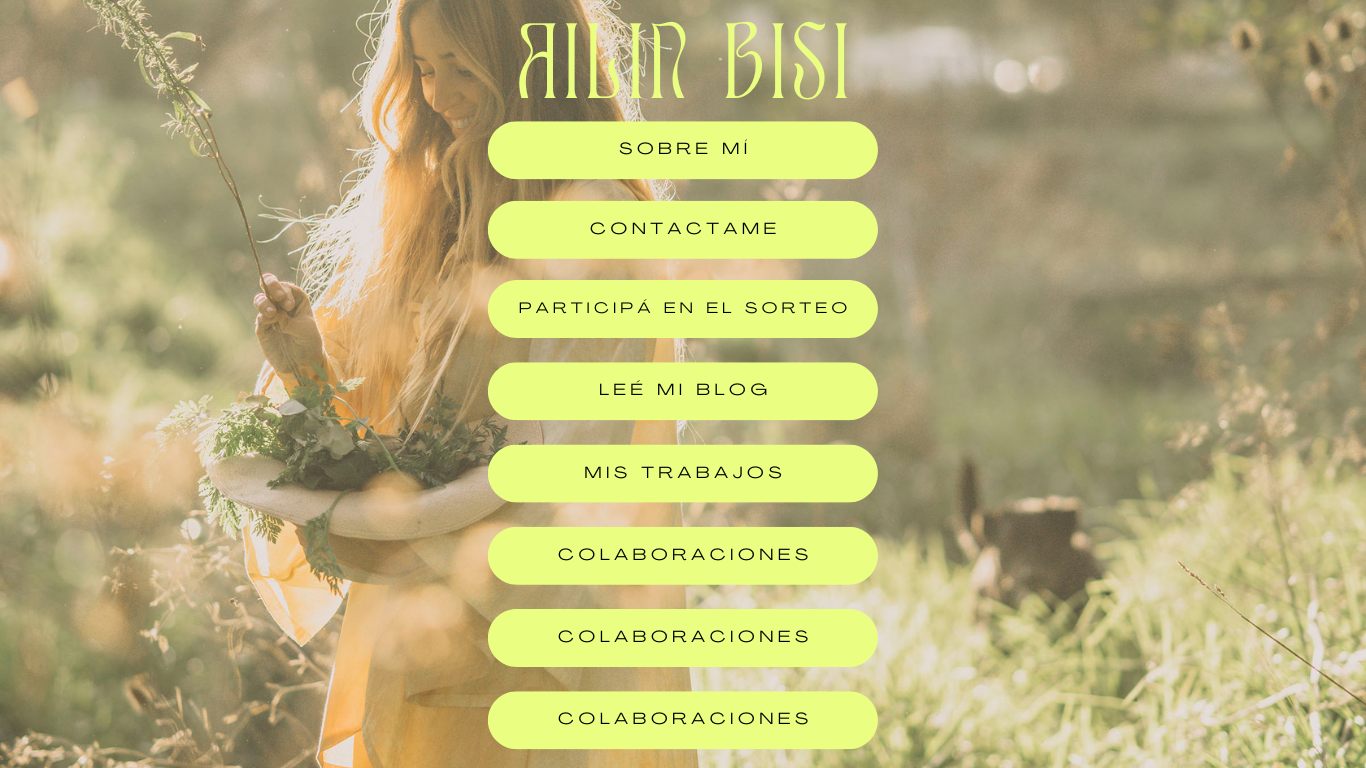 AILIN BISI
SOBRE MÍ
CONTACTAME
PARTICIPÁ EN EL SORTEO
LEÉ MI BLOG
MIS TRABAJOS
COLABORACIONES
COLABORACIONES
COLABORACIONES